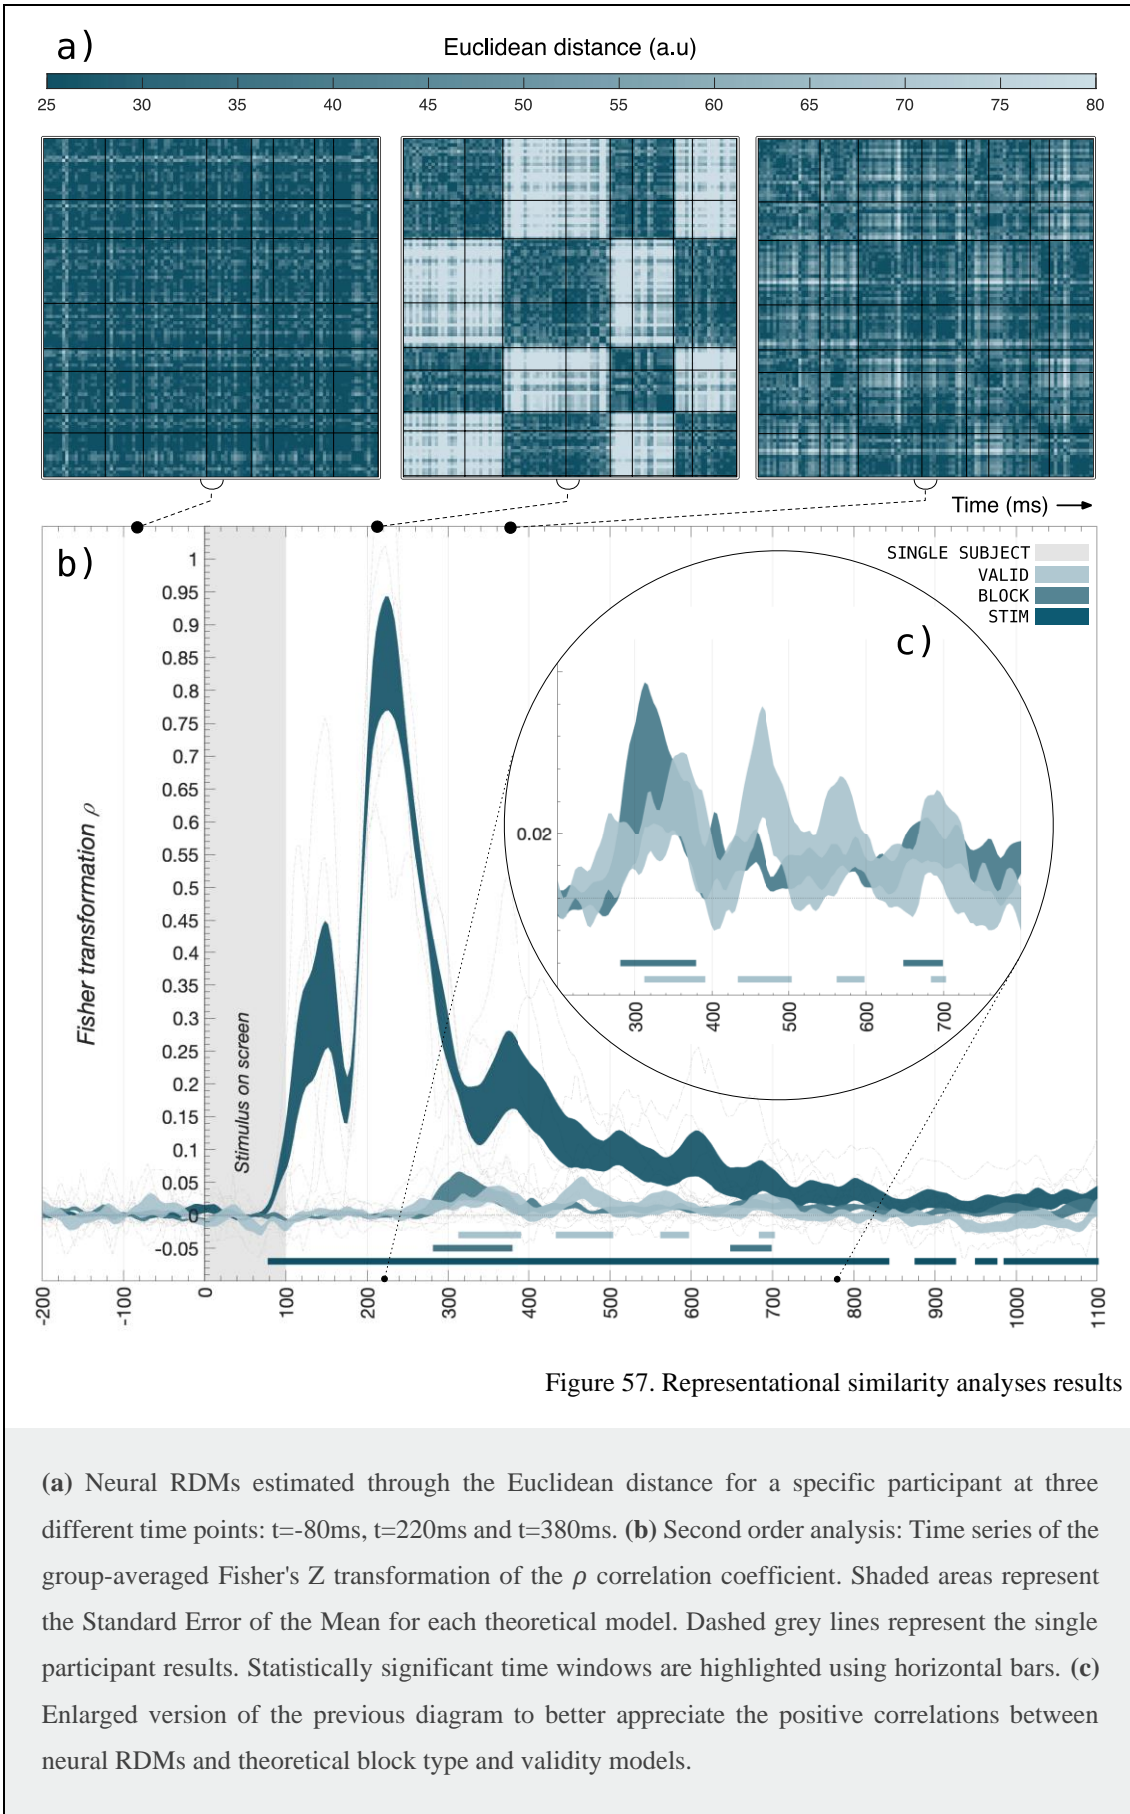 a)
Euclidean distance (a.u)
25 30 35 40 45 50 55 60 65 70 75 80
Time (ms)
b)
SINGLE SUBJECT
VALID
BLOCK
STIM
c)
1
0.95
0.9
0.85
0.8
0.75
0.7
0.65
0.6
0.55
0.5
0.45
0.4
0.35
0.3
0.25
0.2
0.15
0.1
0.05
0
-0.05
Fisher transformation ρ
Stimulus on screen
0.02
300 400 500 600 700
-200 -100 0 100 200 300 400 500 600 700 800 900 1000 1100
Figure 57. Representational similarity analyses results
(a) Neural RDMs estimated through the Euclidean distance for a specific participant at three
different time points: t=-80ms, t=220ms and t=380ms. (b) Second order analysis: Time series of the
group-averaged Fisher's Z transformation of the ρ correlation coefficient. Shaded areas represent
the Standard Error of the Mean for each theoretical model. Dashed grey lines represent the single
participant results. Statistically significant time windows are highlighted using horizontal bars. (c)
Enlarged version of the previous diagram to better appreciate the positive correlations between
neural RDMs and theoretical block type and validity models.